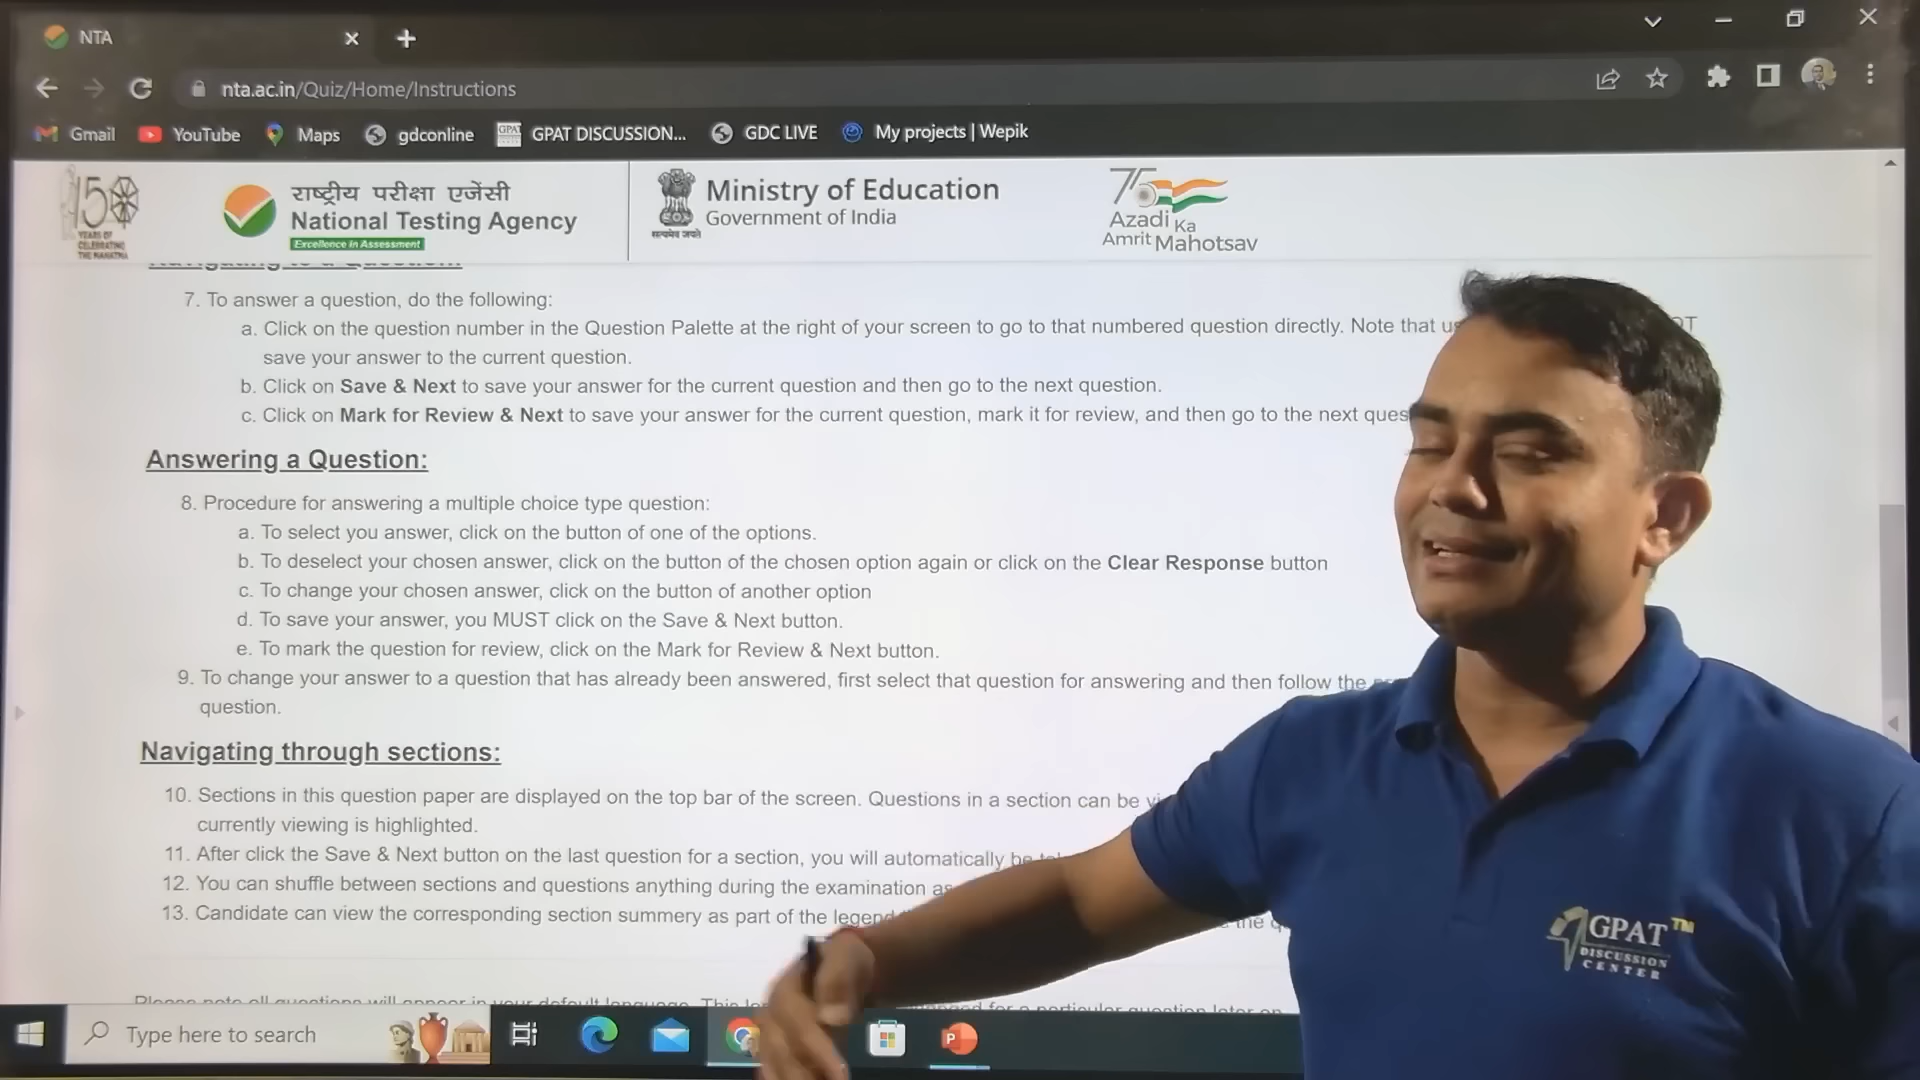 NTA
nta.ac.in/Quiz/Home/Instructions
Gmail YouTube Maps gdconline GPAT DISCUSSION... GDC LIVE My projects | Wepik
150
YEARS OF
CELEBRATING
THE MAHATMA
राष्ट्रीय परीक्षा एजेंसी
National Testing Agency
Excellence in Assessment
सत्यमेव जयते
Ministry of Education
Government of India
75
Azadi Ka
Amrit Mahotsav
7. To answer a question, do the following:
a. Click on the question number in the Question Palette at the right of your screen to go to that numbered question directly. Note that
save your answer to the current question.
b. Click on Save & Next to save your answer for the current question and then go to the next question.
c. Click on Mark for Review & Next to save your answer for the current question, mark it for review, and then go to the next ques
Answering a Question:
8. Procedure for answering a multiple choice type question:
a. To select you answer, click on the button of one of the options.
b. To deselect your chosen answer, click on the button of the chosen option again or click on the Clear Response button
c. To change your chosen answer, click on the button of another option
d. To save your answer, you MUST click on the Save & Next button.
e. To mark the question for review, click on the Mark for Review & Next button.
9. To change your answer to a question that has already been answered, first select that question for answering and then follow the
question.
Navigating through sections:
10. Sections in this question paper are displayed on the top bar of the screen. Questions in a section can be
currently viewing is highlighted.
11. After click the Save & Next button on the last question for a section, you will automatically be
12. You can shuffle between sections and questions anything during the examination as
13. Candidate can view the corresponding section summery as part of the legend the q
Type here to search
GPAT™
DISCUSSION
CENTER